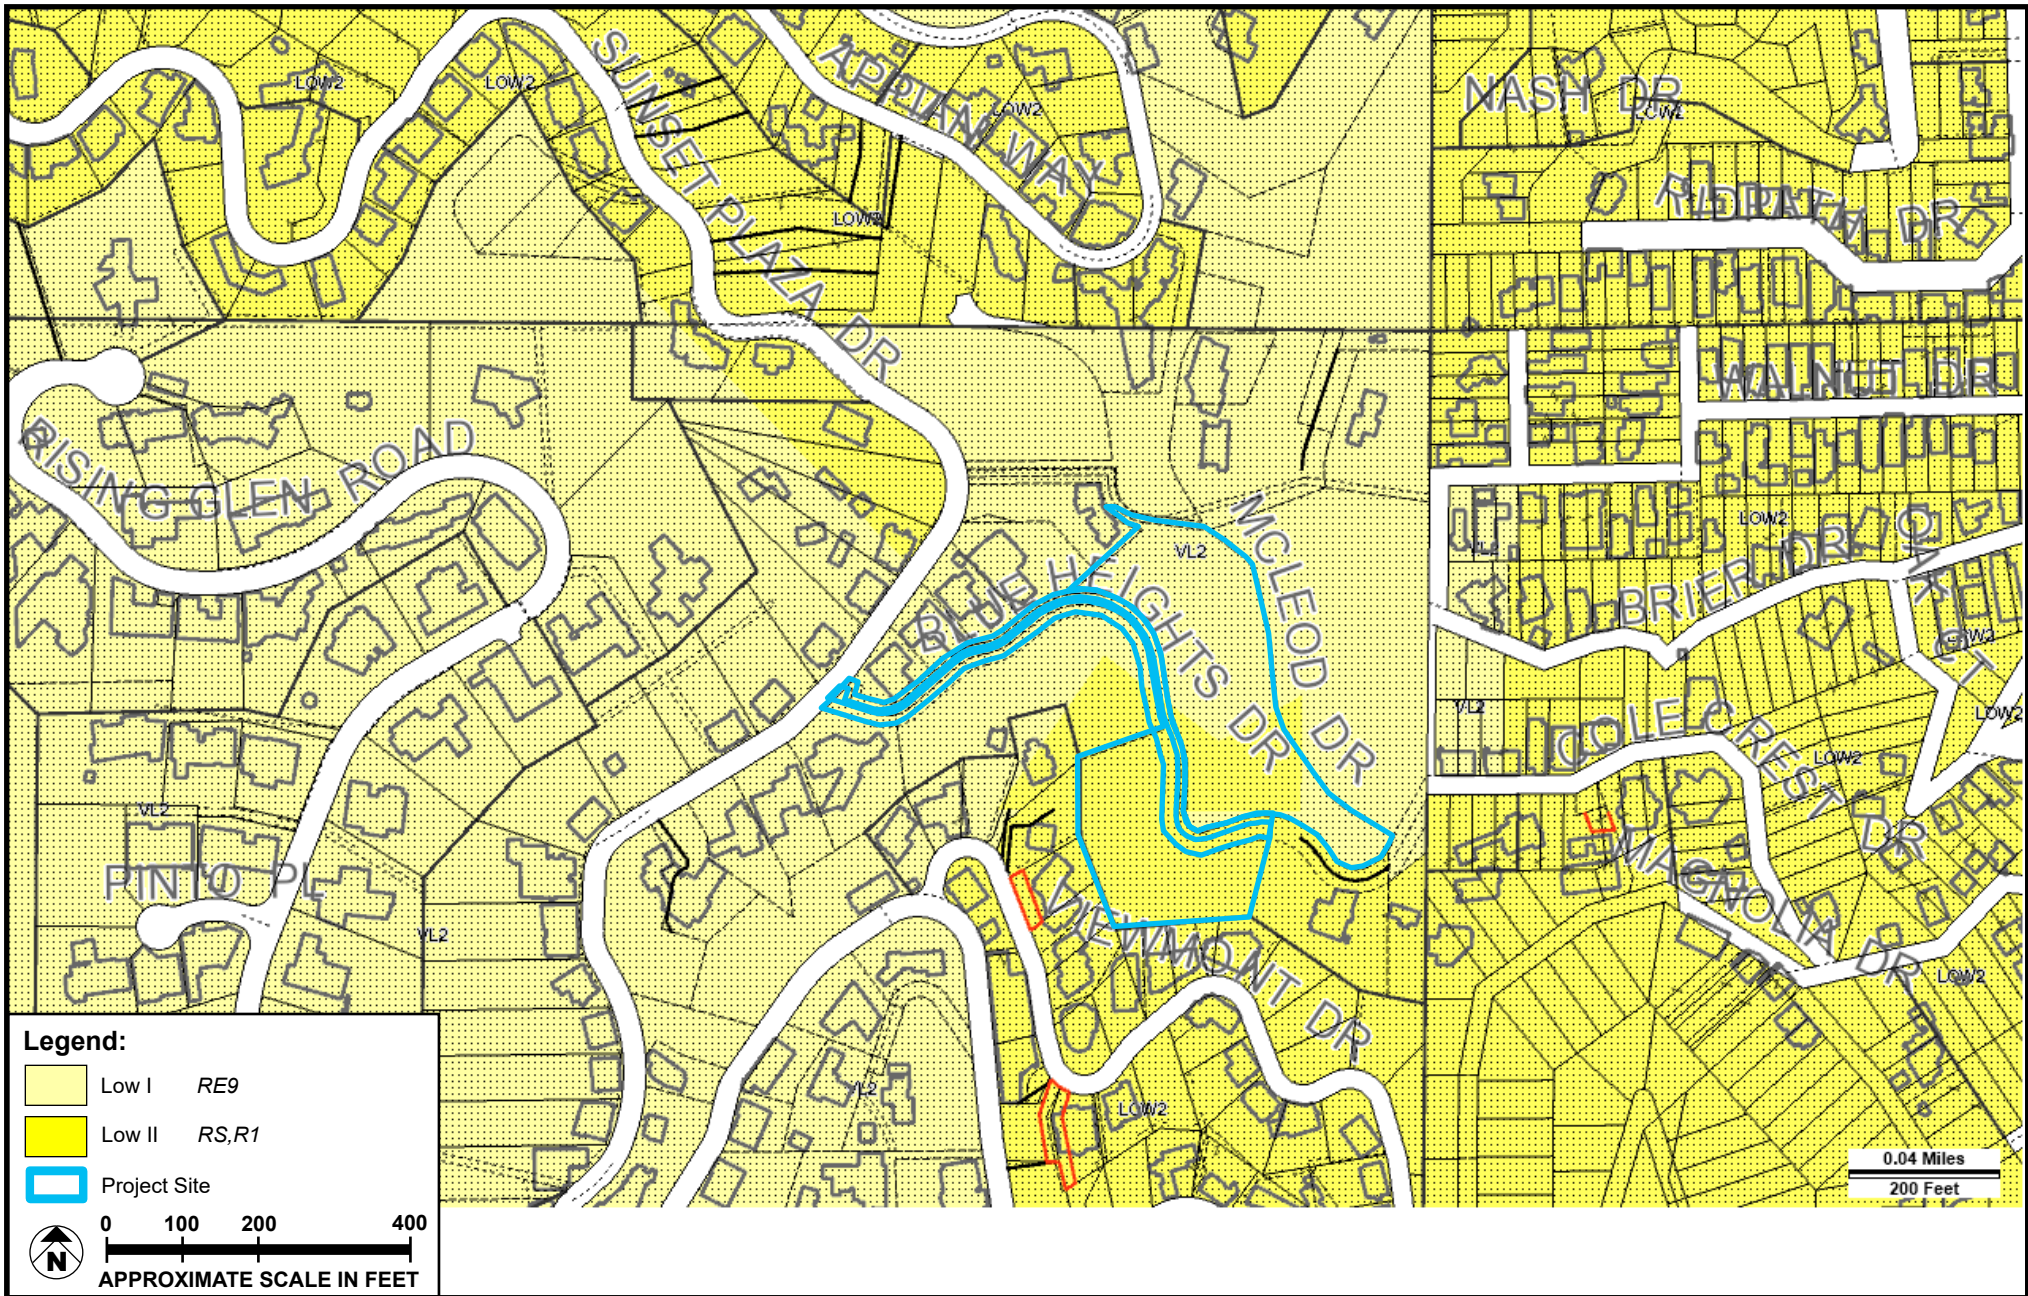 LOW2
LOW2
SUNSET PLAZA DR
APPIAN WAY
LOW2
NASH DR
LOW2
LOW2
RIDPATH DR
WALNUT DR
RISING GLEN ROAD
MCLEOD DR
VL2
LOW2
VL2
BLUE HEIGHTS DR
BRIER DR
LOW2
VL2
COLE CREST DR
LOW2
LOW2
VL2
PINTO PL
VL2
VIEWMONT DR
MAGNOLIA DR
LOW2
VL2
LOW2
Legend:
Low I RE9
Low II RS,R1
Project Site
0 100 200 400
N
APPROXIMATE SCALE IN FEET
0.04 Miles
200 Feet